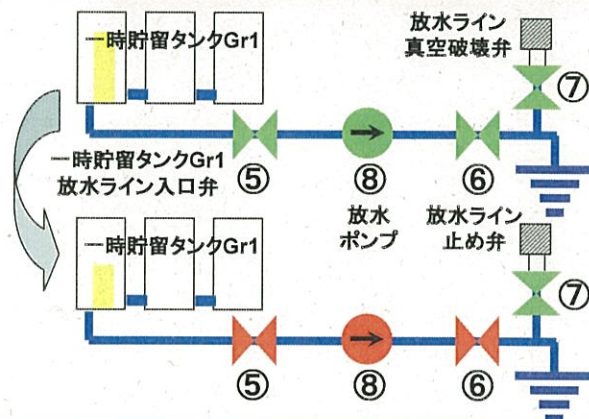 一時貯留タンクGr1
放水ライン
真空破壊弁
⑦
⑤
⑧
⑥
一時貯留タンクGr1
放水ライン入口弁
放水
ポンプ
放水ライン
止め弁
一時貯留タンクGr1
⑦
⑤
⑧
⑥